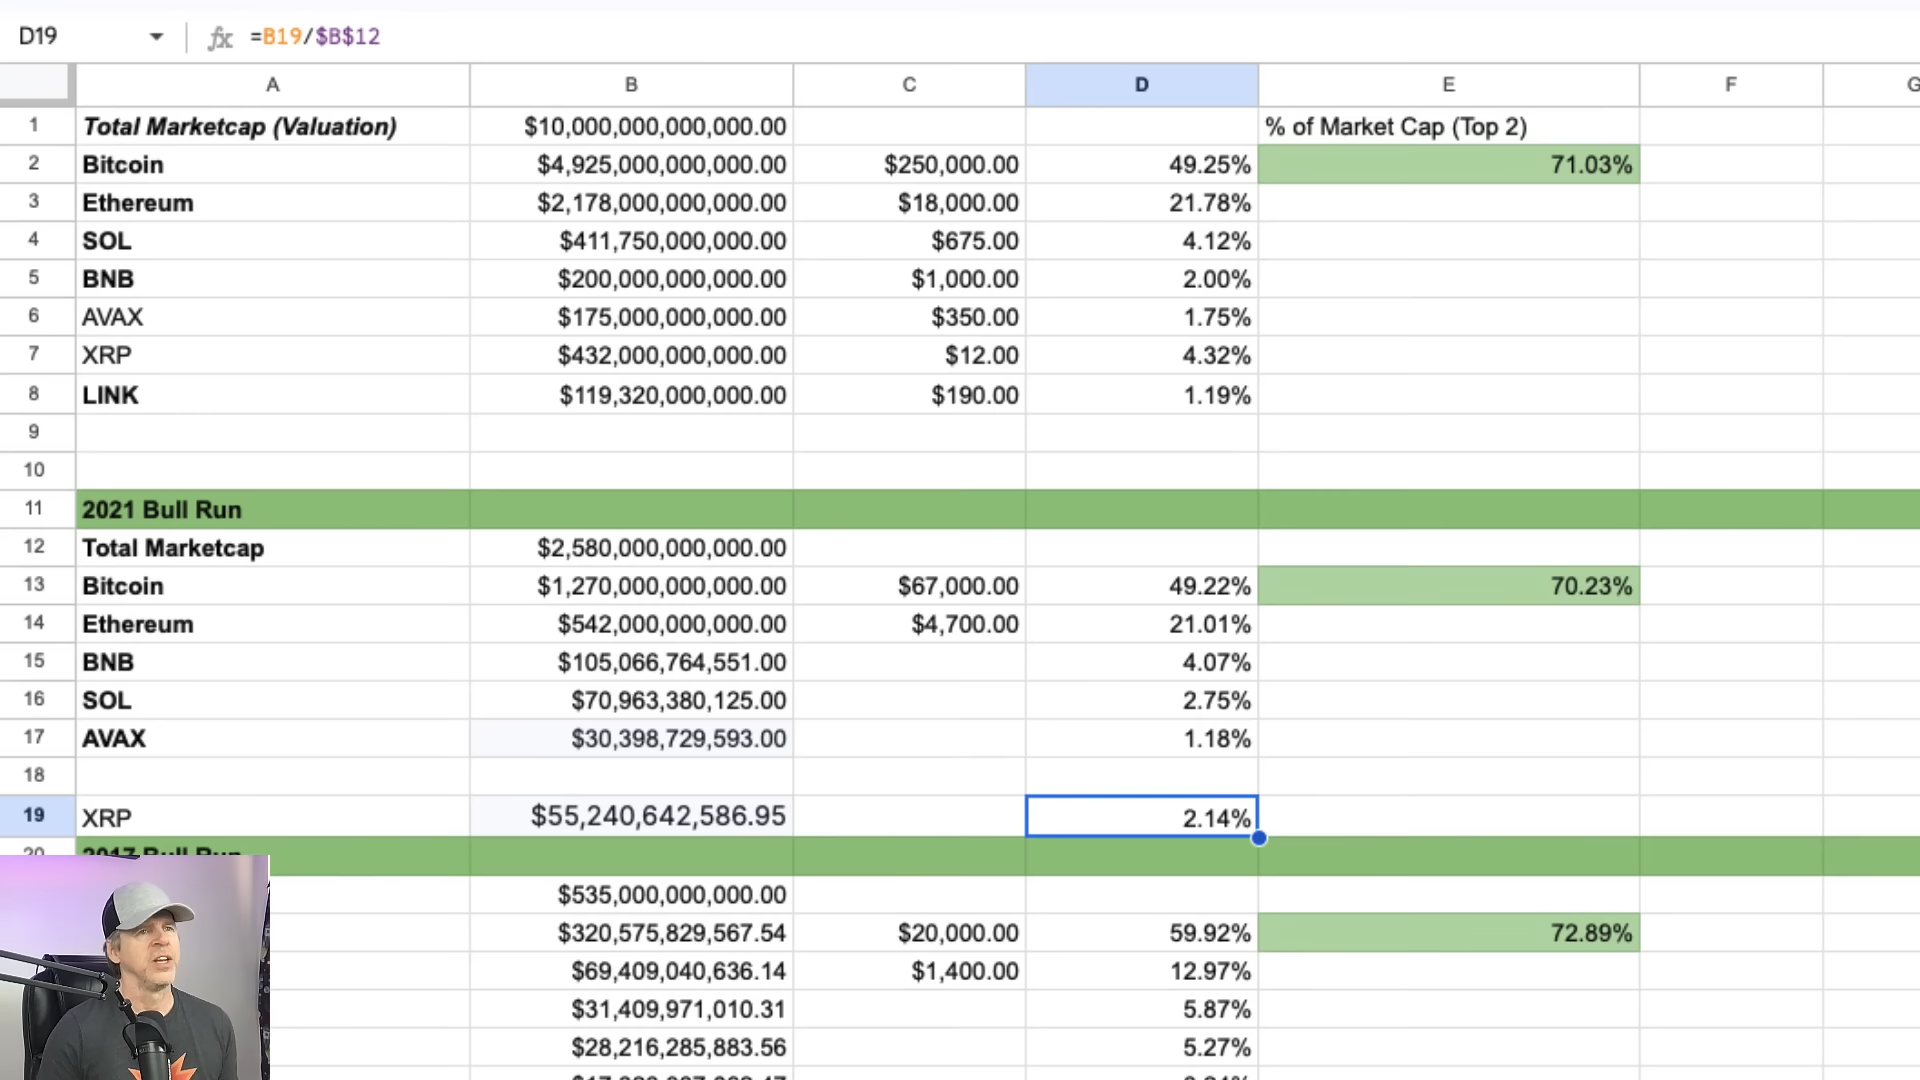 D19 fx =B19/$B$12
A B C D E F G
1 Total Marketcap (Valuation) $10,000,000,000,000.00 % of Market Cap (Top 2)
2 Bitcoin $4,925,000,000,000.00 $250,000.00 49.25% 71.03%
3 Ethereum $2,178,000,000,000.00 $18,000.00 21.78%
4 SOL $411,750,000,000.00 $675.00 4.12%
5 BNB $200,000,000,000.00 $1,000.00 2.00%
6 AVAX $175,000,000,000.00 $350.00 1.75%
7 XRP $432,000,000,000.00 $12.00 4.32%
8 LINK $119,320,000,000.00 $190.00 1.19%
9
10
11 2021 Bull Run
12 Total Marketcap $2,580,000,000,000.00
13 Bitcoin $1,270,000,000,000.00 $67,000.00 49.22% 70.23%
14 Ethereum $542,000,000,000.00 $4,700.00 21.01%
15 BNB $105,066,764,551.00 4.07%
16 SOL $70,963,380,125.00 2.75%
17 AVAX $30,398,729,593.00 1.18%
18
19 XRP $55,240,642,586.95 2.14%
20 2017 Bull Run
$535,000,000,000.00
$320,575,829,567.54 $20,000.00 59.92% 72.89%
$69,409,040,636.14 $1,400.00 12.97%
$31,409,971,010.31 5.87%
$28,216,285,883.56 5.27%